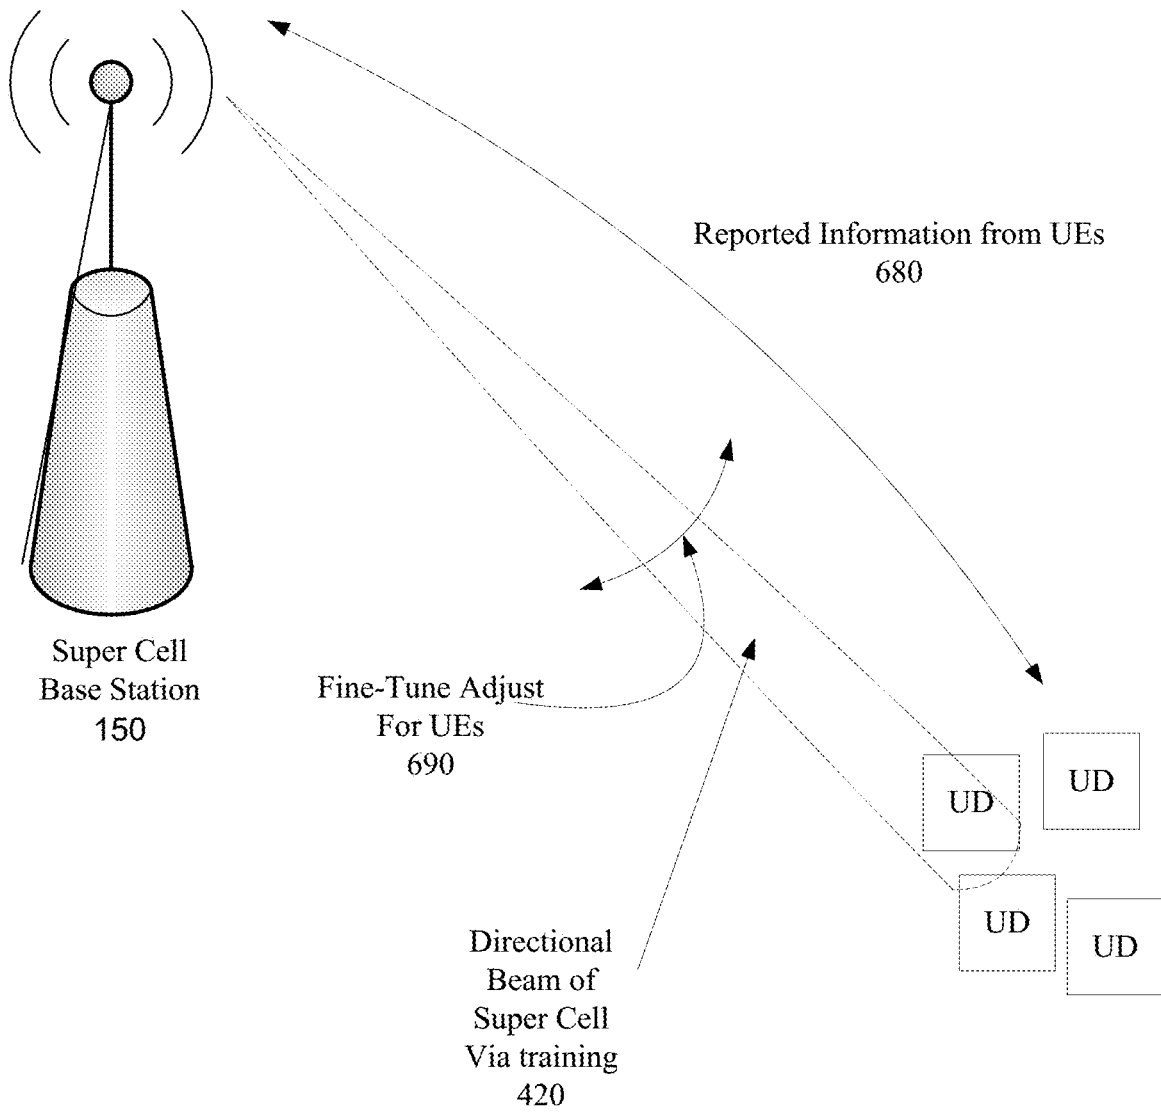 Reported Information from UEs
680
Super Cell
Base Station
150
Fine-Tune Adjust
For UEs
690
UD
UD
UD
UD
Directional
Beam of
Super Cell
Via training
420